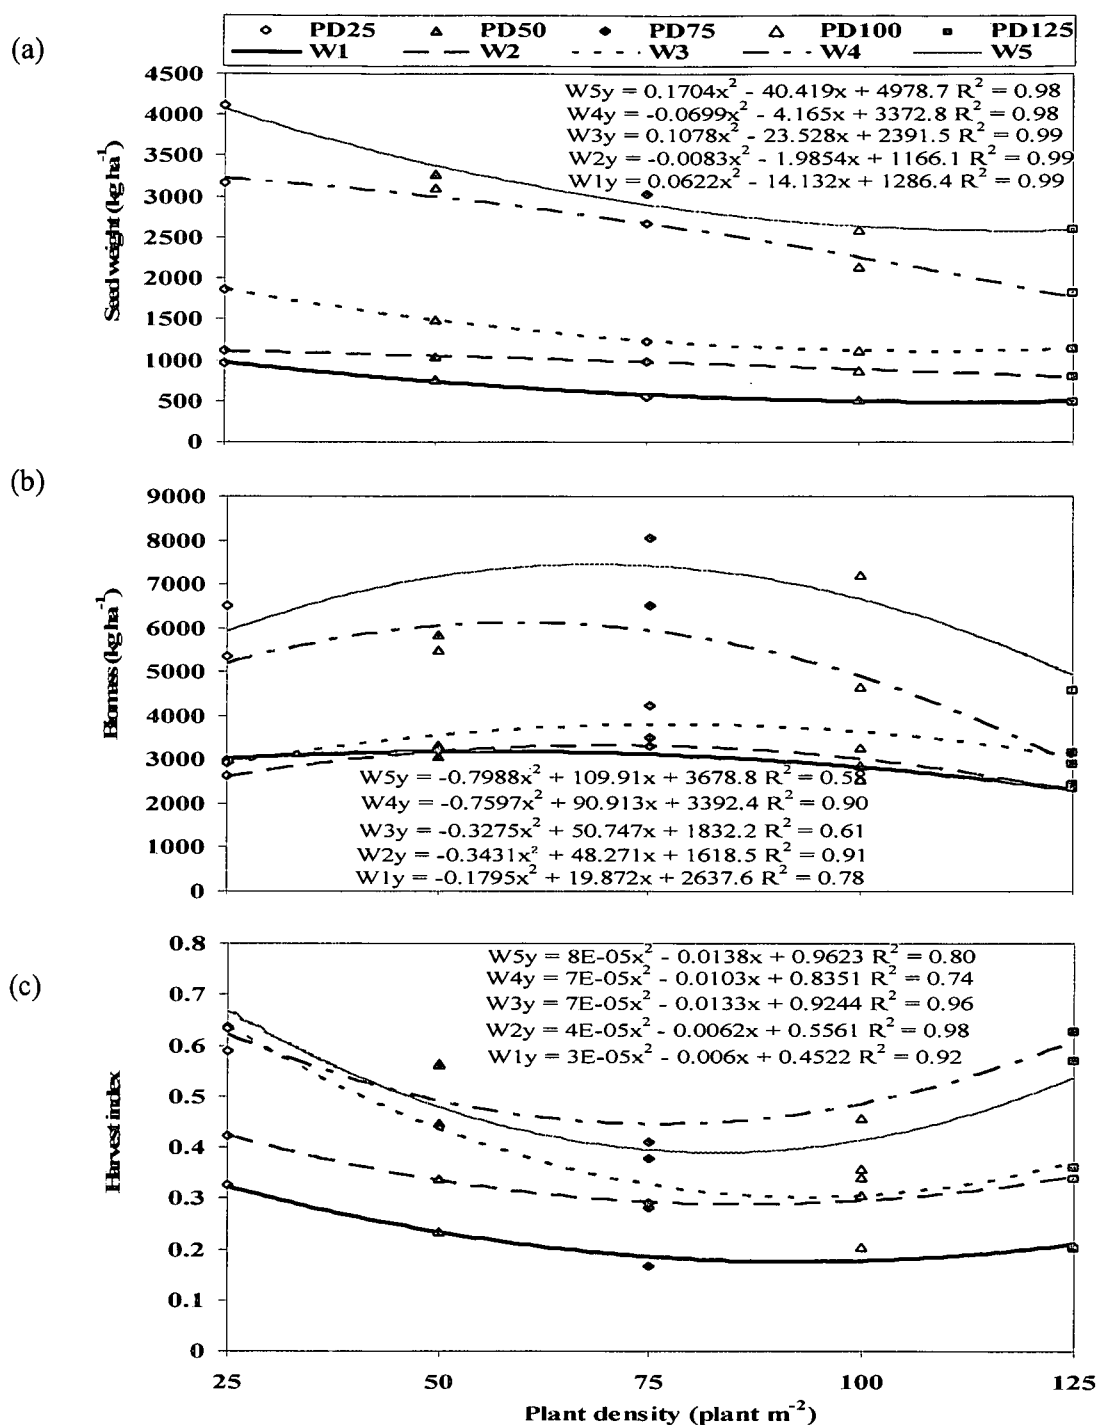 (a)
PD25 PD50 PD75 PD100 PD125
W1 W2 W3 W4 W5
4500
4000
3500
3000
2500
2000
1500
1000
500
0
Seed weight (kg ha⁻¹)
W5y = 0.1704x² - 40.419x + 4978.7 R² = 0.98
W4y = -0.0699x² - 4.165x + 3372.8 R² = 0.98
W3y = 0.1078x² - 23.528x + 2391.5 R² = 0.99
W2y = -0.0083x² - 1.9854x + 1166.1 R² = 0.99
W1y = 0.0622x² - 14.132x + 1286.4 R² = 0.99
25 50 75 100 125
(b)
9000
8000
7000
6000
5000
4000
3000
2000
1000
0
Biomass (kg ha⁻¹)
W5y = -0.7988x² + 109.91x + 3678.8 R² = 0.58
W4y = -0.7597x² + 90.913x + 3392.4 R² = 0.90
W3y = -0.3275x² + 50.747x + 1832.2 R² = 0.61
W2y = -0.3431x² + 48.271x + 1618.5 R² = 0.91
W1y = -0.1795x² + 19.872x + 2637.6 R² = 0.78
25 50 75 100 125
(c)
0.8
0.7
0.6
0.5
0.4
0.3
0.2
0.1
0
Harvest index
W5y = 8E-05x² - 0.0138x + 0.9623 R² = 0.80
W4y = 7E-05x² - 0.0103x + 0.8351 R² = 0.74
W3y = 7E-05x² - 0.0133x + 0.9244 R² = 0.96
W2y = 4E-05x² - 0.0062x + 0.5561 R² = 0.98
W1y = 3E-05x² - 0.006x + 0.4522 R² = 0.92
25 50 75 100 125
Plant density (plant m⁻²)